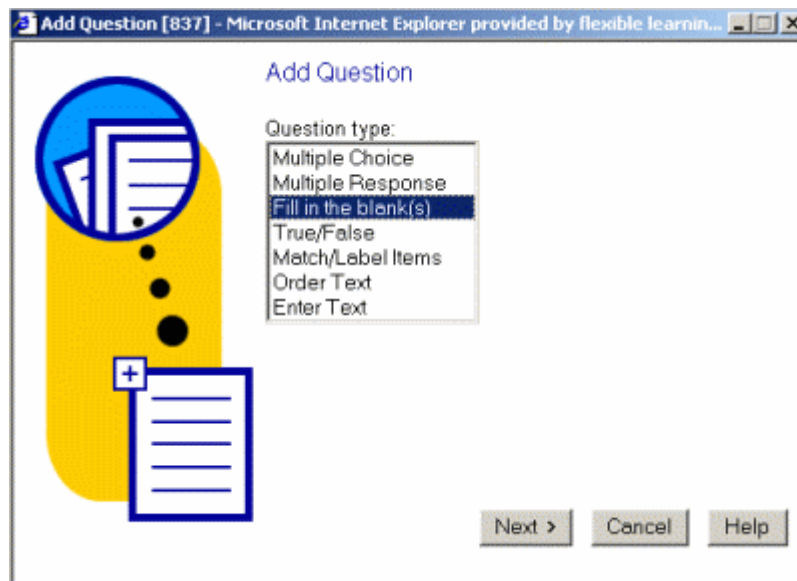 Add Question [837] - Microsoft Internet Explorer provided by flexible learnin...
Add Question
Question type:
Multiple Choice
Multiple Response
Fill in the blank(s)
True/False
Match/Label Items
Order Text
Enter Text
Next >
Cancel
Help